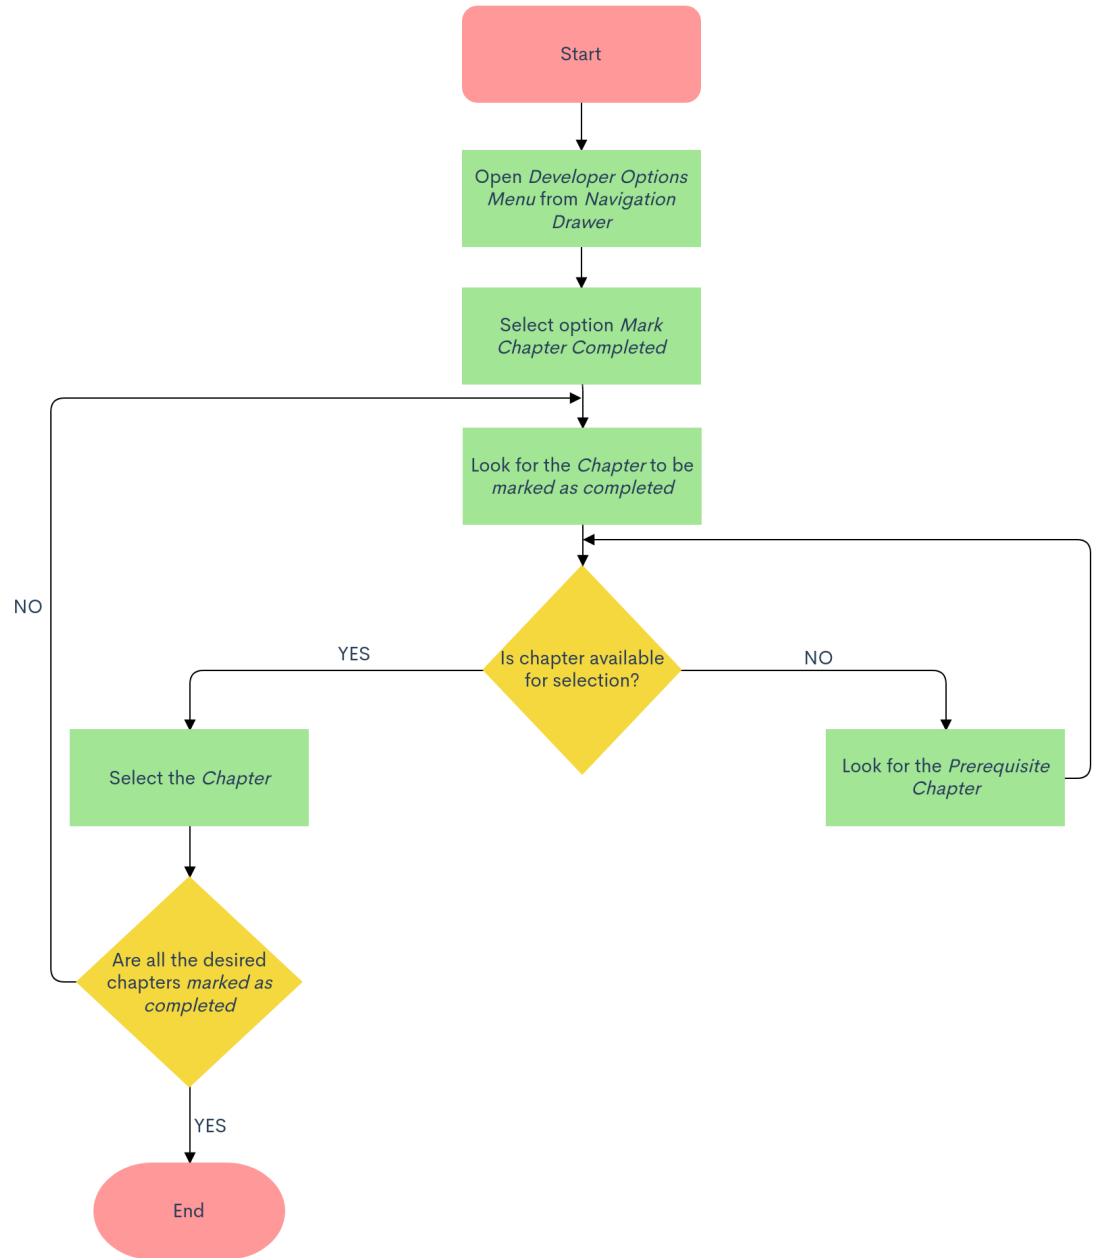 Start
Open Developer Options
Menu from Navigation
Drawer
Select option Mark
Chapter Completed
Look for the Chapter to be
marked as completed
NO
YES
Is chapter available
for selection?
NO
Select the Chapter
Look for the Prerequisite
Chapter
Are all the desired
chapters marked as
completed
YES
End